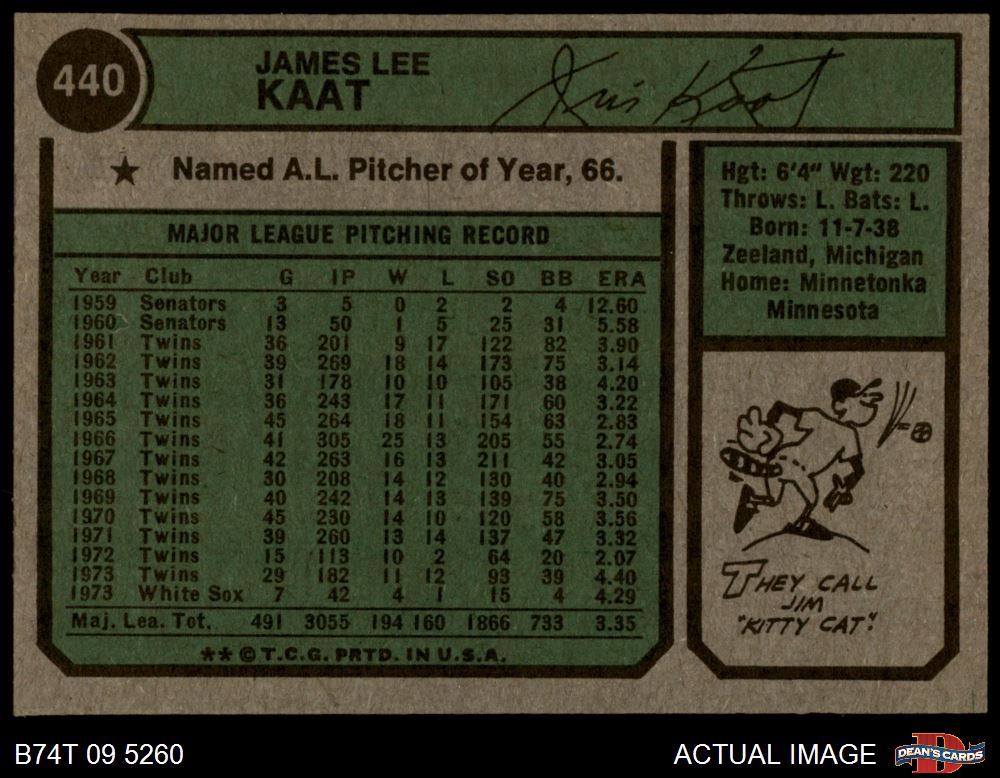 440
JAMES LEE
KAAT
Jim Kaat
★ Named A.L. Pitcher of Year, 66.
MAJOR LEAGUE PITCHING RECORD
Year Club G IP W L SO BB ERA
1959 Senators 3 5 0 2 2 4 12.60
1960 Senators 13 50 1 5 25 31 5.58
1961 Twins 36 201 9 17 122 82 3.90
1962 Twins 39 269 18 14 173 75 3.14
1963 Twins 31 178 10 10 105 38 4.20
1964 Twins 36 243 17 11 171 60 3.22
1965 Twins 45 264 18 11 154 63 2.83
1966 Twins 41 305 25 13 205 55 2.74
1967 Twins 42 263 16 13 211 42 3.05
1968 Twins 30 208 14 12 130 40 2.94
1969 Twins 40 242 14 13 139 75 3.50
1970 Twins 45 230 14 10 120 58 3.56
1971 Twins 39 260 13 14 137 47 3.32
1972 Twins 15 113 10 2 64 20 2.07
1973 Twins 29 182 11 12 93 39 4.40
1973 White Sox 7 42 4 1 15 4 4.29
Maj. Lea. Tot. 491 3055 194 160 1866 733 3.35
** © T.C.G. PRTD. IN U.S.A.
Hgt: 6'4" Wgt: 220
Throws: L. Bats: L.
Born: 11-7-38
Zeeland, Michigan
Home: Minnetonka
Minnesota
THEY CALL
JIM
"KITTY CAT".
B74T 09 5260
ACTUAL IMAGE
DEAN'S CARDS